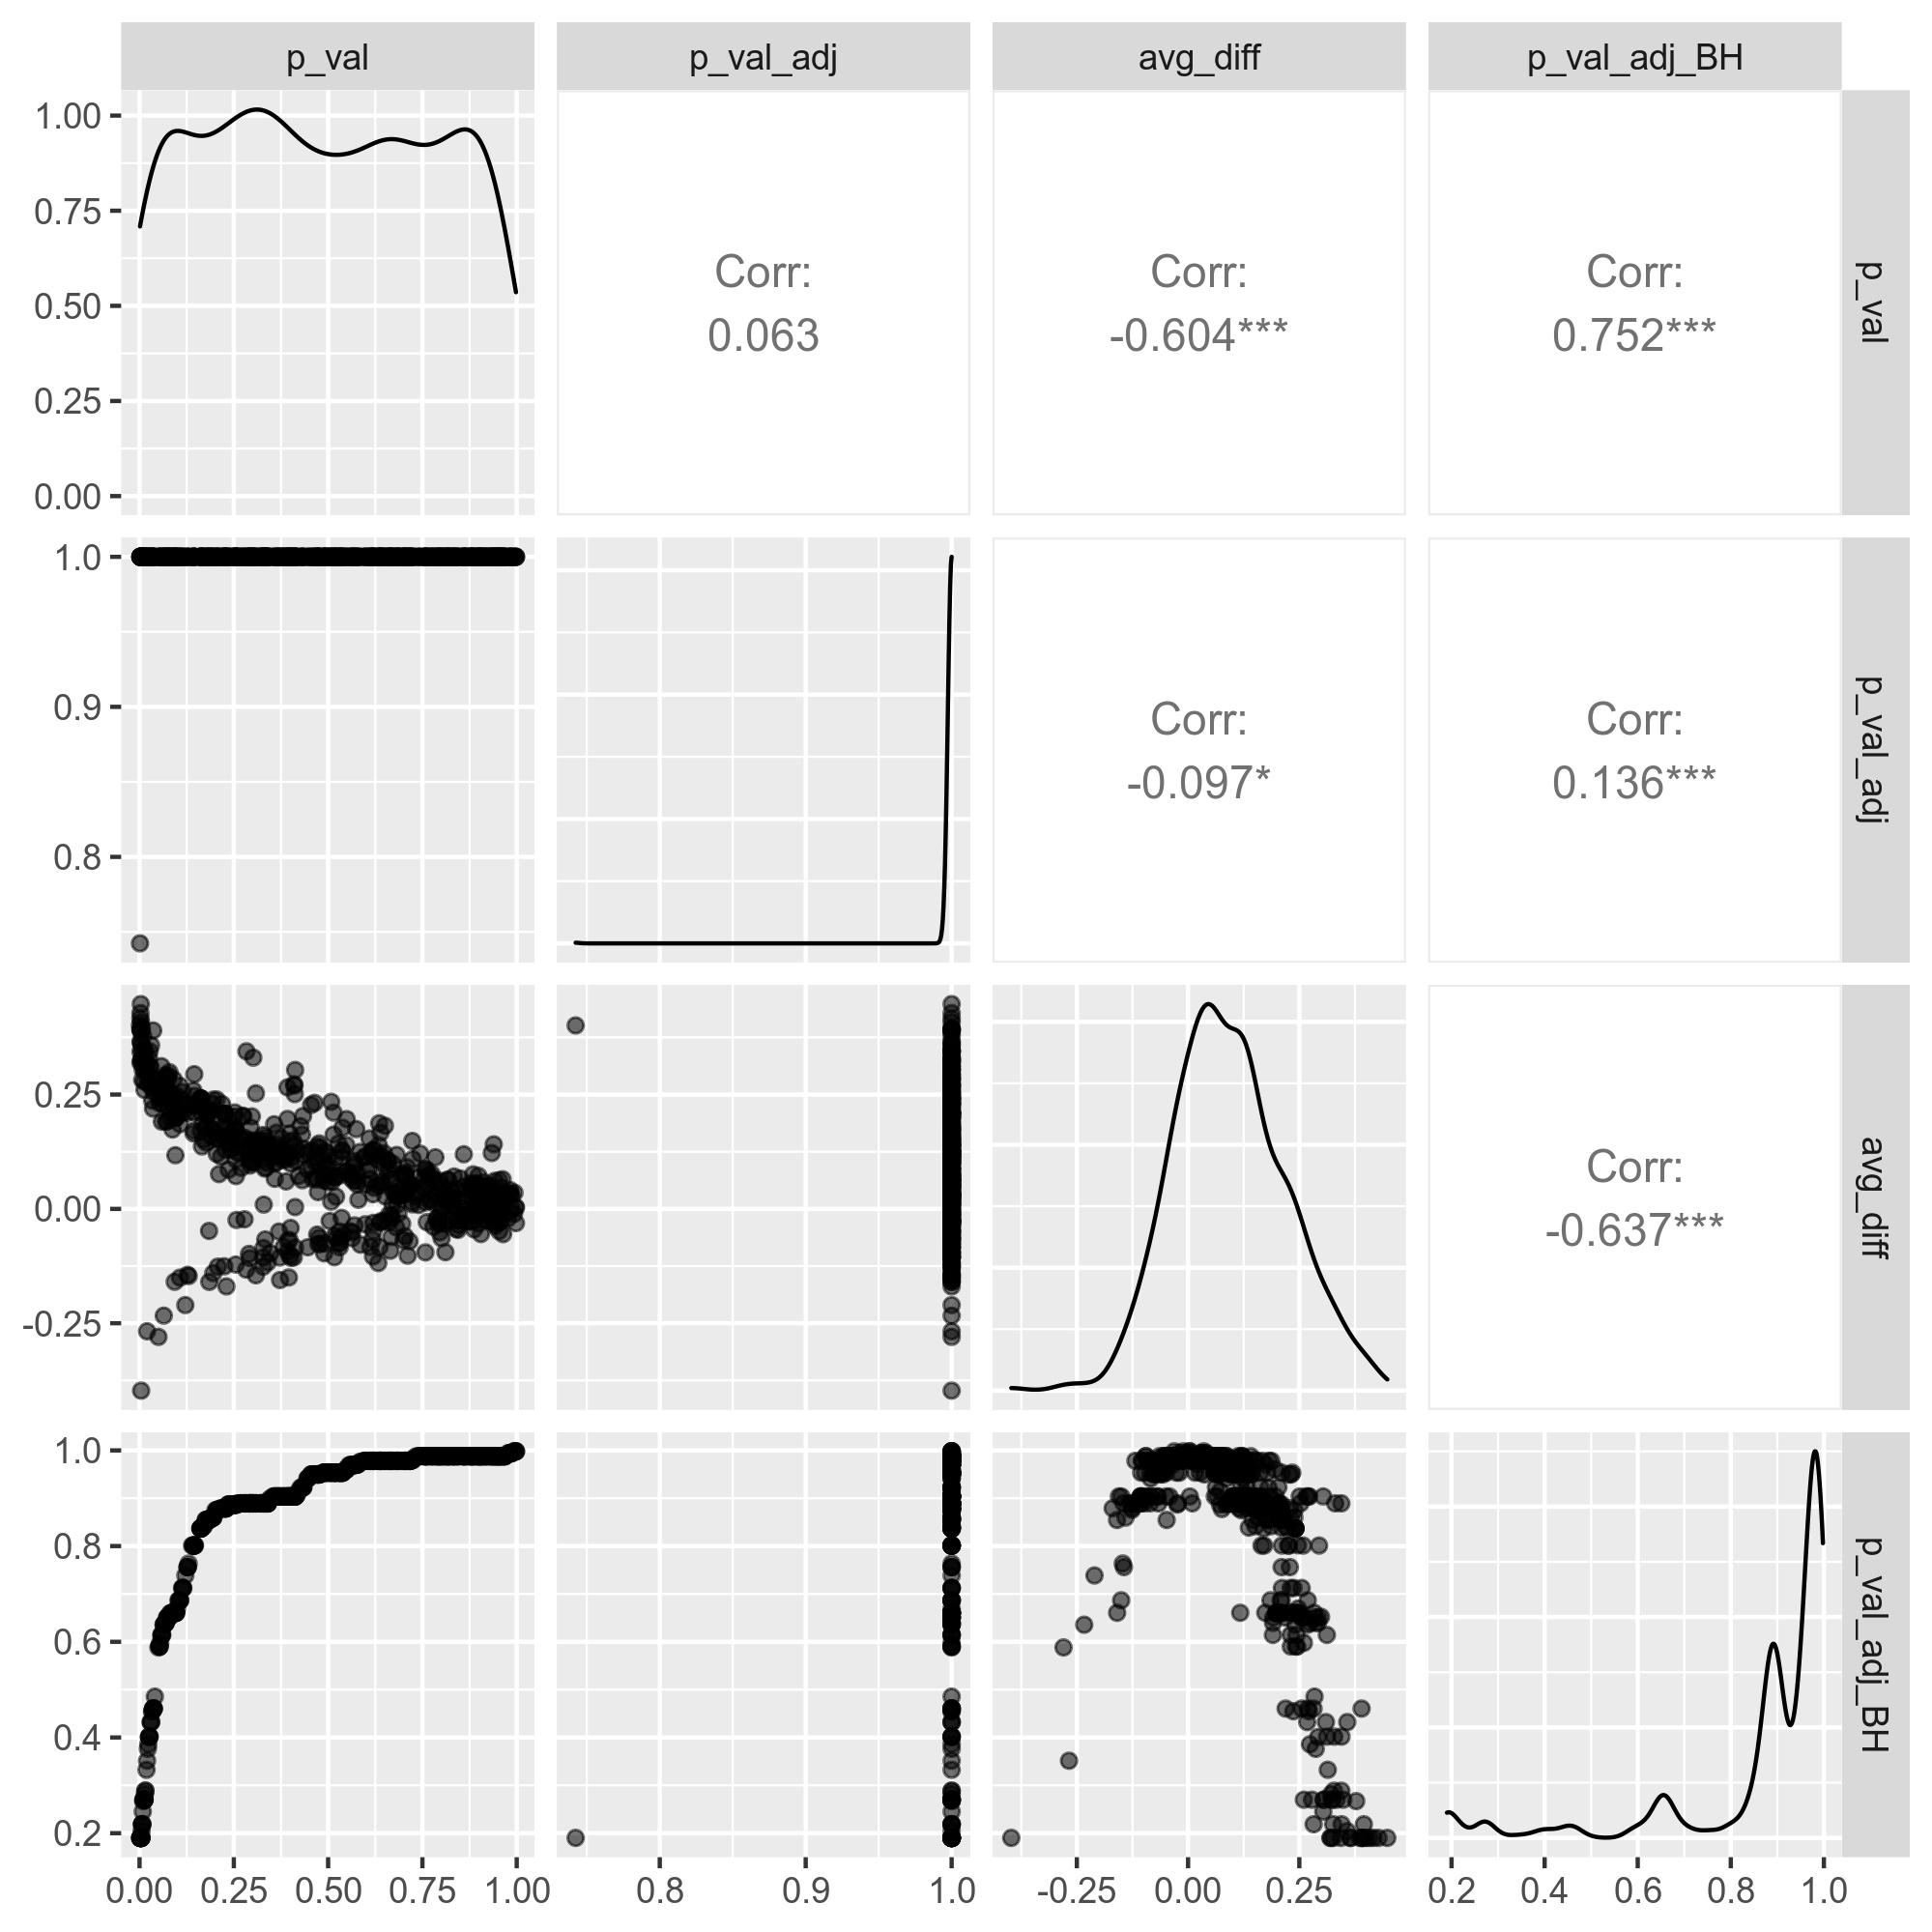 p_val
p_val_adj
avg_diff
p_val_adj_BH
1.00
0.75
0.50
0.25
0.00
Corr:
0.063
Corr:
-0.604***
Corr:
0.752***
p_val
1.0
0.9
0.8
Corr:
-0.097*
Corr:
0.136***
p_val_adj
0.25
0.00
-0.25
Corr:
-0.637***
avg_diff
1.0
0.8
0.6
0.4
0.2
p_val_adj_BH
0.00 0.25 0.50 0.75 1.00
0.8 0.9 1.0
-0.25 0.00 0.25
0.2 0.4 0.6 0.8 1.0